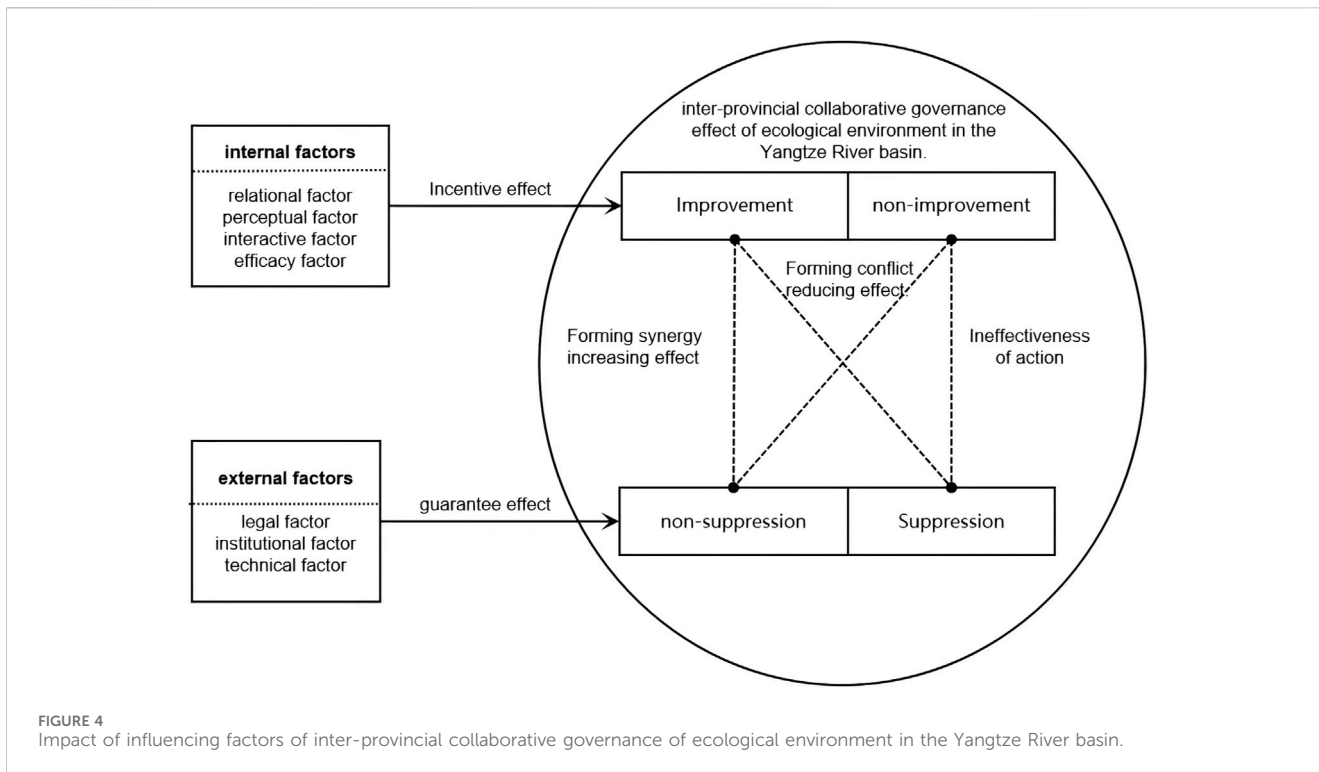 internal factors
relational factor
perceptual factor
interactive factor
efficacy factor
Incentive effect
inter-provincial collaborative governance
effect of ecological environment in the
Yangtze River basin.
Improvement
non-improvement
Forming conflict
reducing effect.
Forming synergy
increasing effect
Ineffectiveness
of action
external factors
legal factor
institutional factor
technical factor
guarantee effect
non-suppression
Suppression
FIGURE 4
Impact of influencing factors of inter-provincial collaborative governance of ecological environment in the Yangtze River basin.